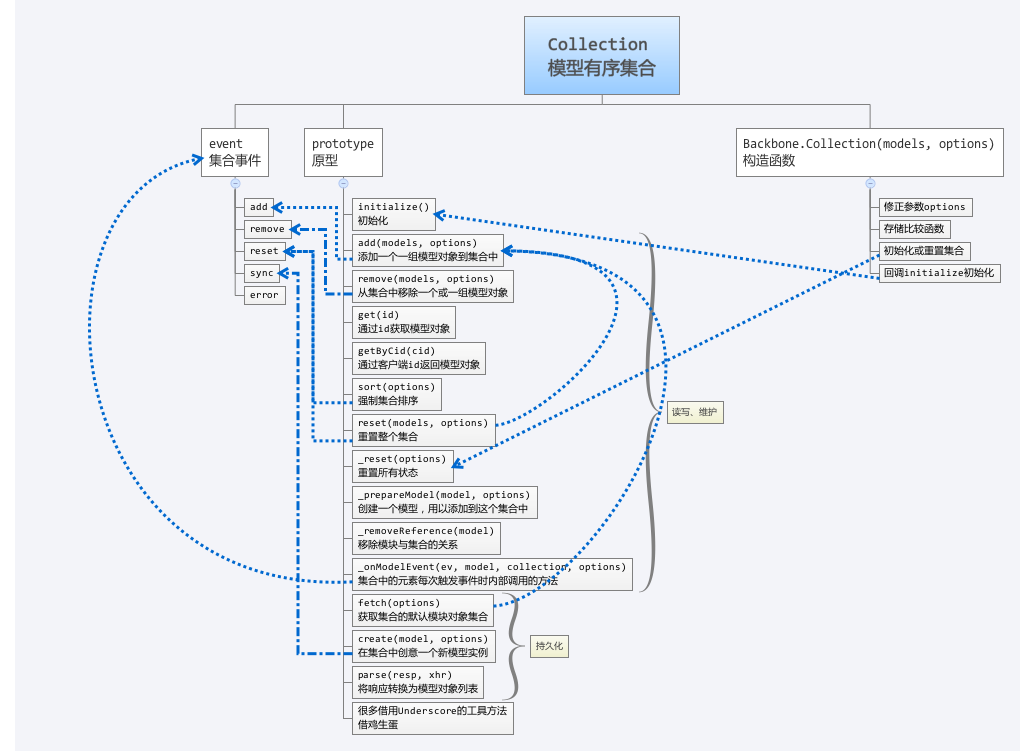 Collection
模型有序集合
event
集合事件
add
remove
reset
sync
error
prototype
原型
initialize()
初始化
add(models, options)
添加一个一组模型对象到集合中
remove(models, options)
从集合中移除一个或一组模型对象
get(id)
通过id获取模型对象
getByCid(cid)
通过客户端id返回模型对象
sort(options)
强制集合排序
reset(models, options)
重置整个集合
_reset(options)
重置所有状态
_prepareModel(model, options)
创建一个模型，用以添加到这个集合中
_removeReference(model)
移除模块与集合的关系
_onModelEvent(ev, model, collection, options)
集合中的元素每次触发事件时内部调用的方法
fetch(options)
获取集合的默认模块对象集合
create(model, options)
在集合中创意一个新模型实例
parse(resp, xhr)
将响应转换为模型对象列表
很多借用Underscore的工具方法
借鸡生蛋
读写、维护
持久化
Backbone.Collection(models, options)
构造函数
修正参数options
存储比较函数
初始化或重置集合
回调initialize初始化